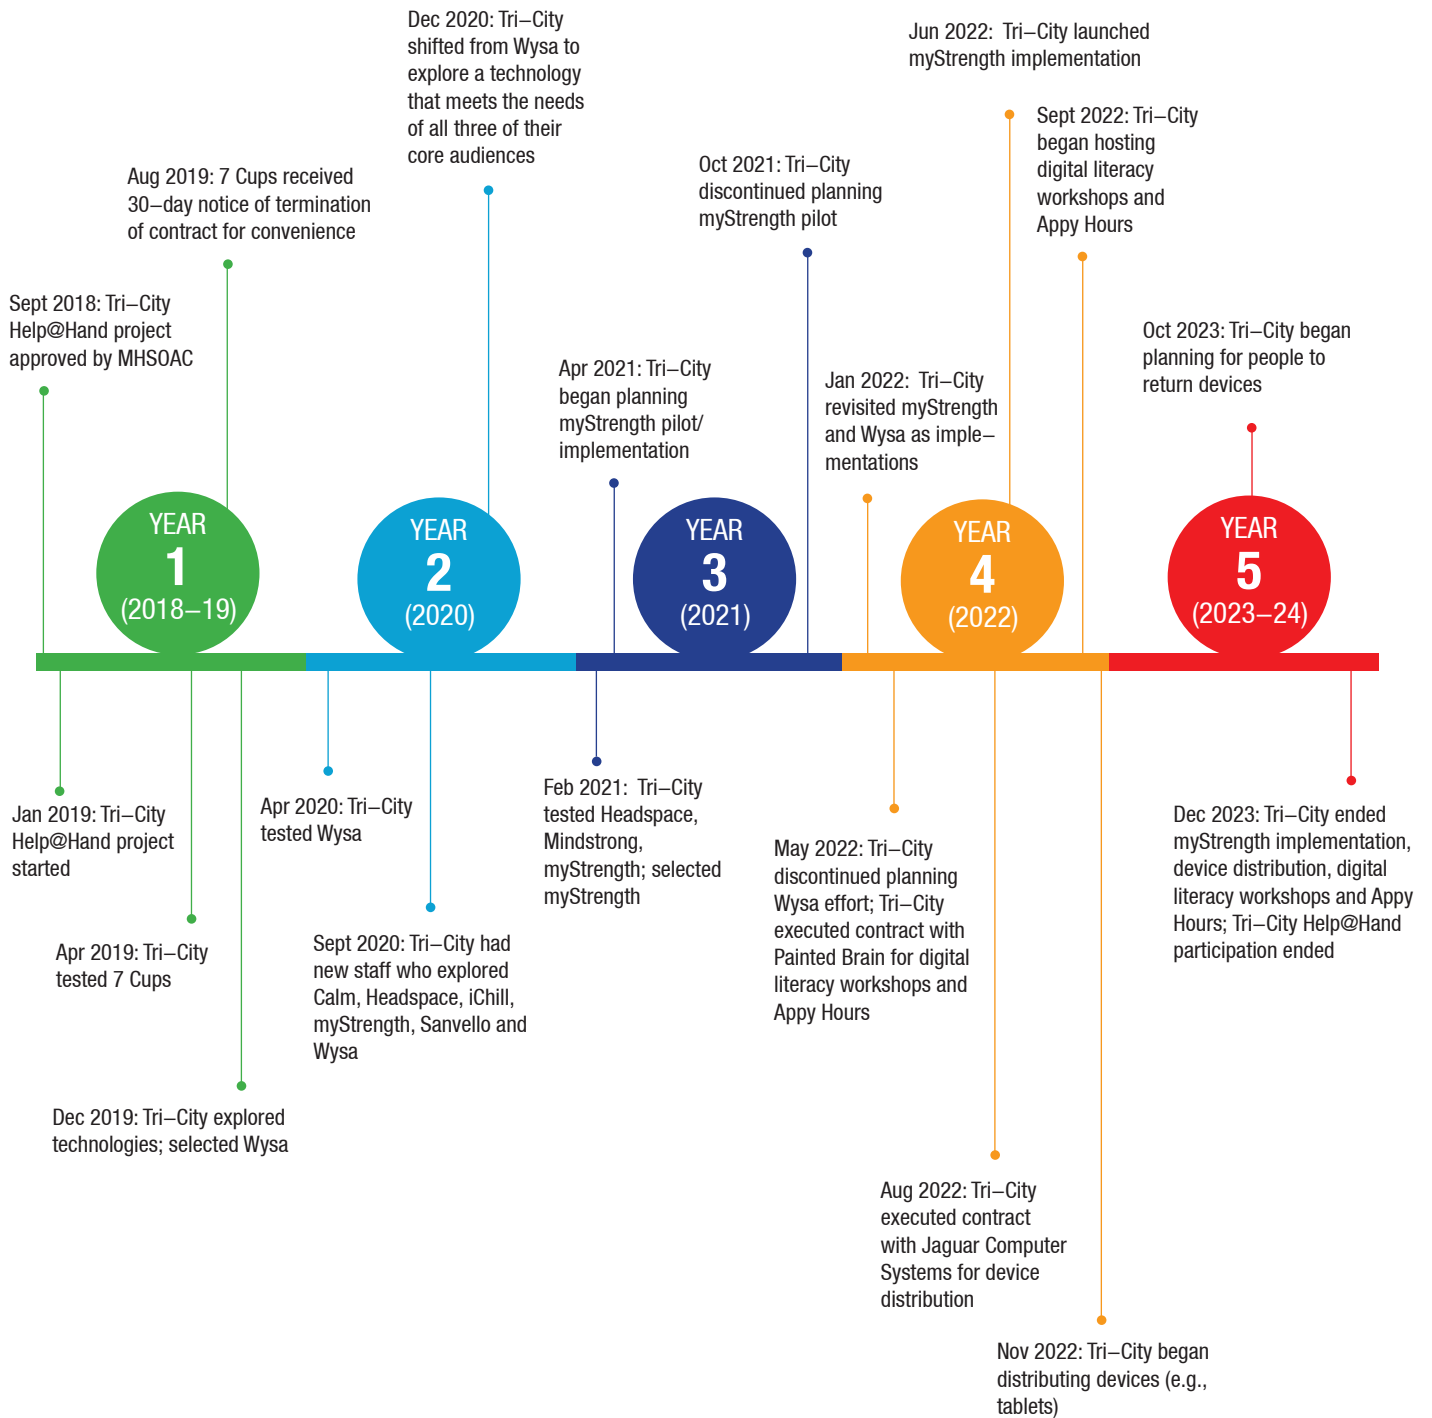 Dec 2020: Tri–City
shifted from Wysa to
explore a technology
that meets the needs
of all three of their
core audiences
Jun 2022:  Tri–City launched
myStrength implementation
Sept 2022: Tri–City
began hosting
digital literacy
workshops and
Appy Hours
Aug 2019: 7 Cups received
30–day notice of termination
of contract for convenience
Oct 2021: Tri–City
discontinued planning
myStrength pilot
Sept 2018: Tri–City
Help@Hand project
approved by MHSOAC
Oct 2023: Tri–City began
planning for people to
return devices
Apr 2021: Tri–City
began planning
myStrength pilot/
implementation
Jan 2022:  Tri–City
revisited myStrength
and Wysa as imple–
mentations
YEAR
1
(2018–19)
YEAR
2
(2020)
YEAR
3
(2021)
YEAR
4
(2022)
YEAR
5
(2023–24)
Jan 2019: Tri–City
Help@Hand project
started
Apr 2019: Tri–City
tested 7 Cups
Dec 2019: Tri–City explored
technologies; selected Wysa
Apr 2020: Tri–City
tested Wysa
Sept 2020: Tri–City had
new staff who explored
Calm, Headspace, iChill,
myStrength, Sanvello and
Wysa
Feb 2021:  Tri–City
tested Headspace,
Mindstrong,
myStrength; selected
myStrength
May 2022: Tri–City
discontinued planning
Wysa effort; Tri–City
executed contract with
Painted Brain for digital
literacy workshops and
Appy Hours
Aug 2022: Tri–City
executed contract
with Jaguar Computer
Systems for device
distribution
Nov 2022: Tri–City began
distributing devices (e.g.,
tablets)
Dec 2023: Tri–City ended
myStrength implementation,
device distribution, digital
literacy workshops and Appy
Hours; Tri–City Help@Hand
participation ended